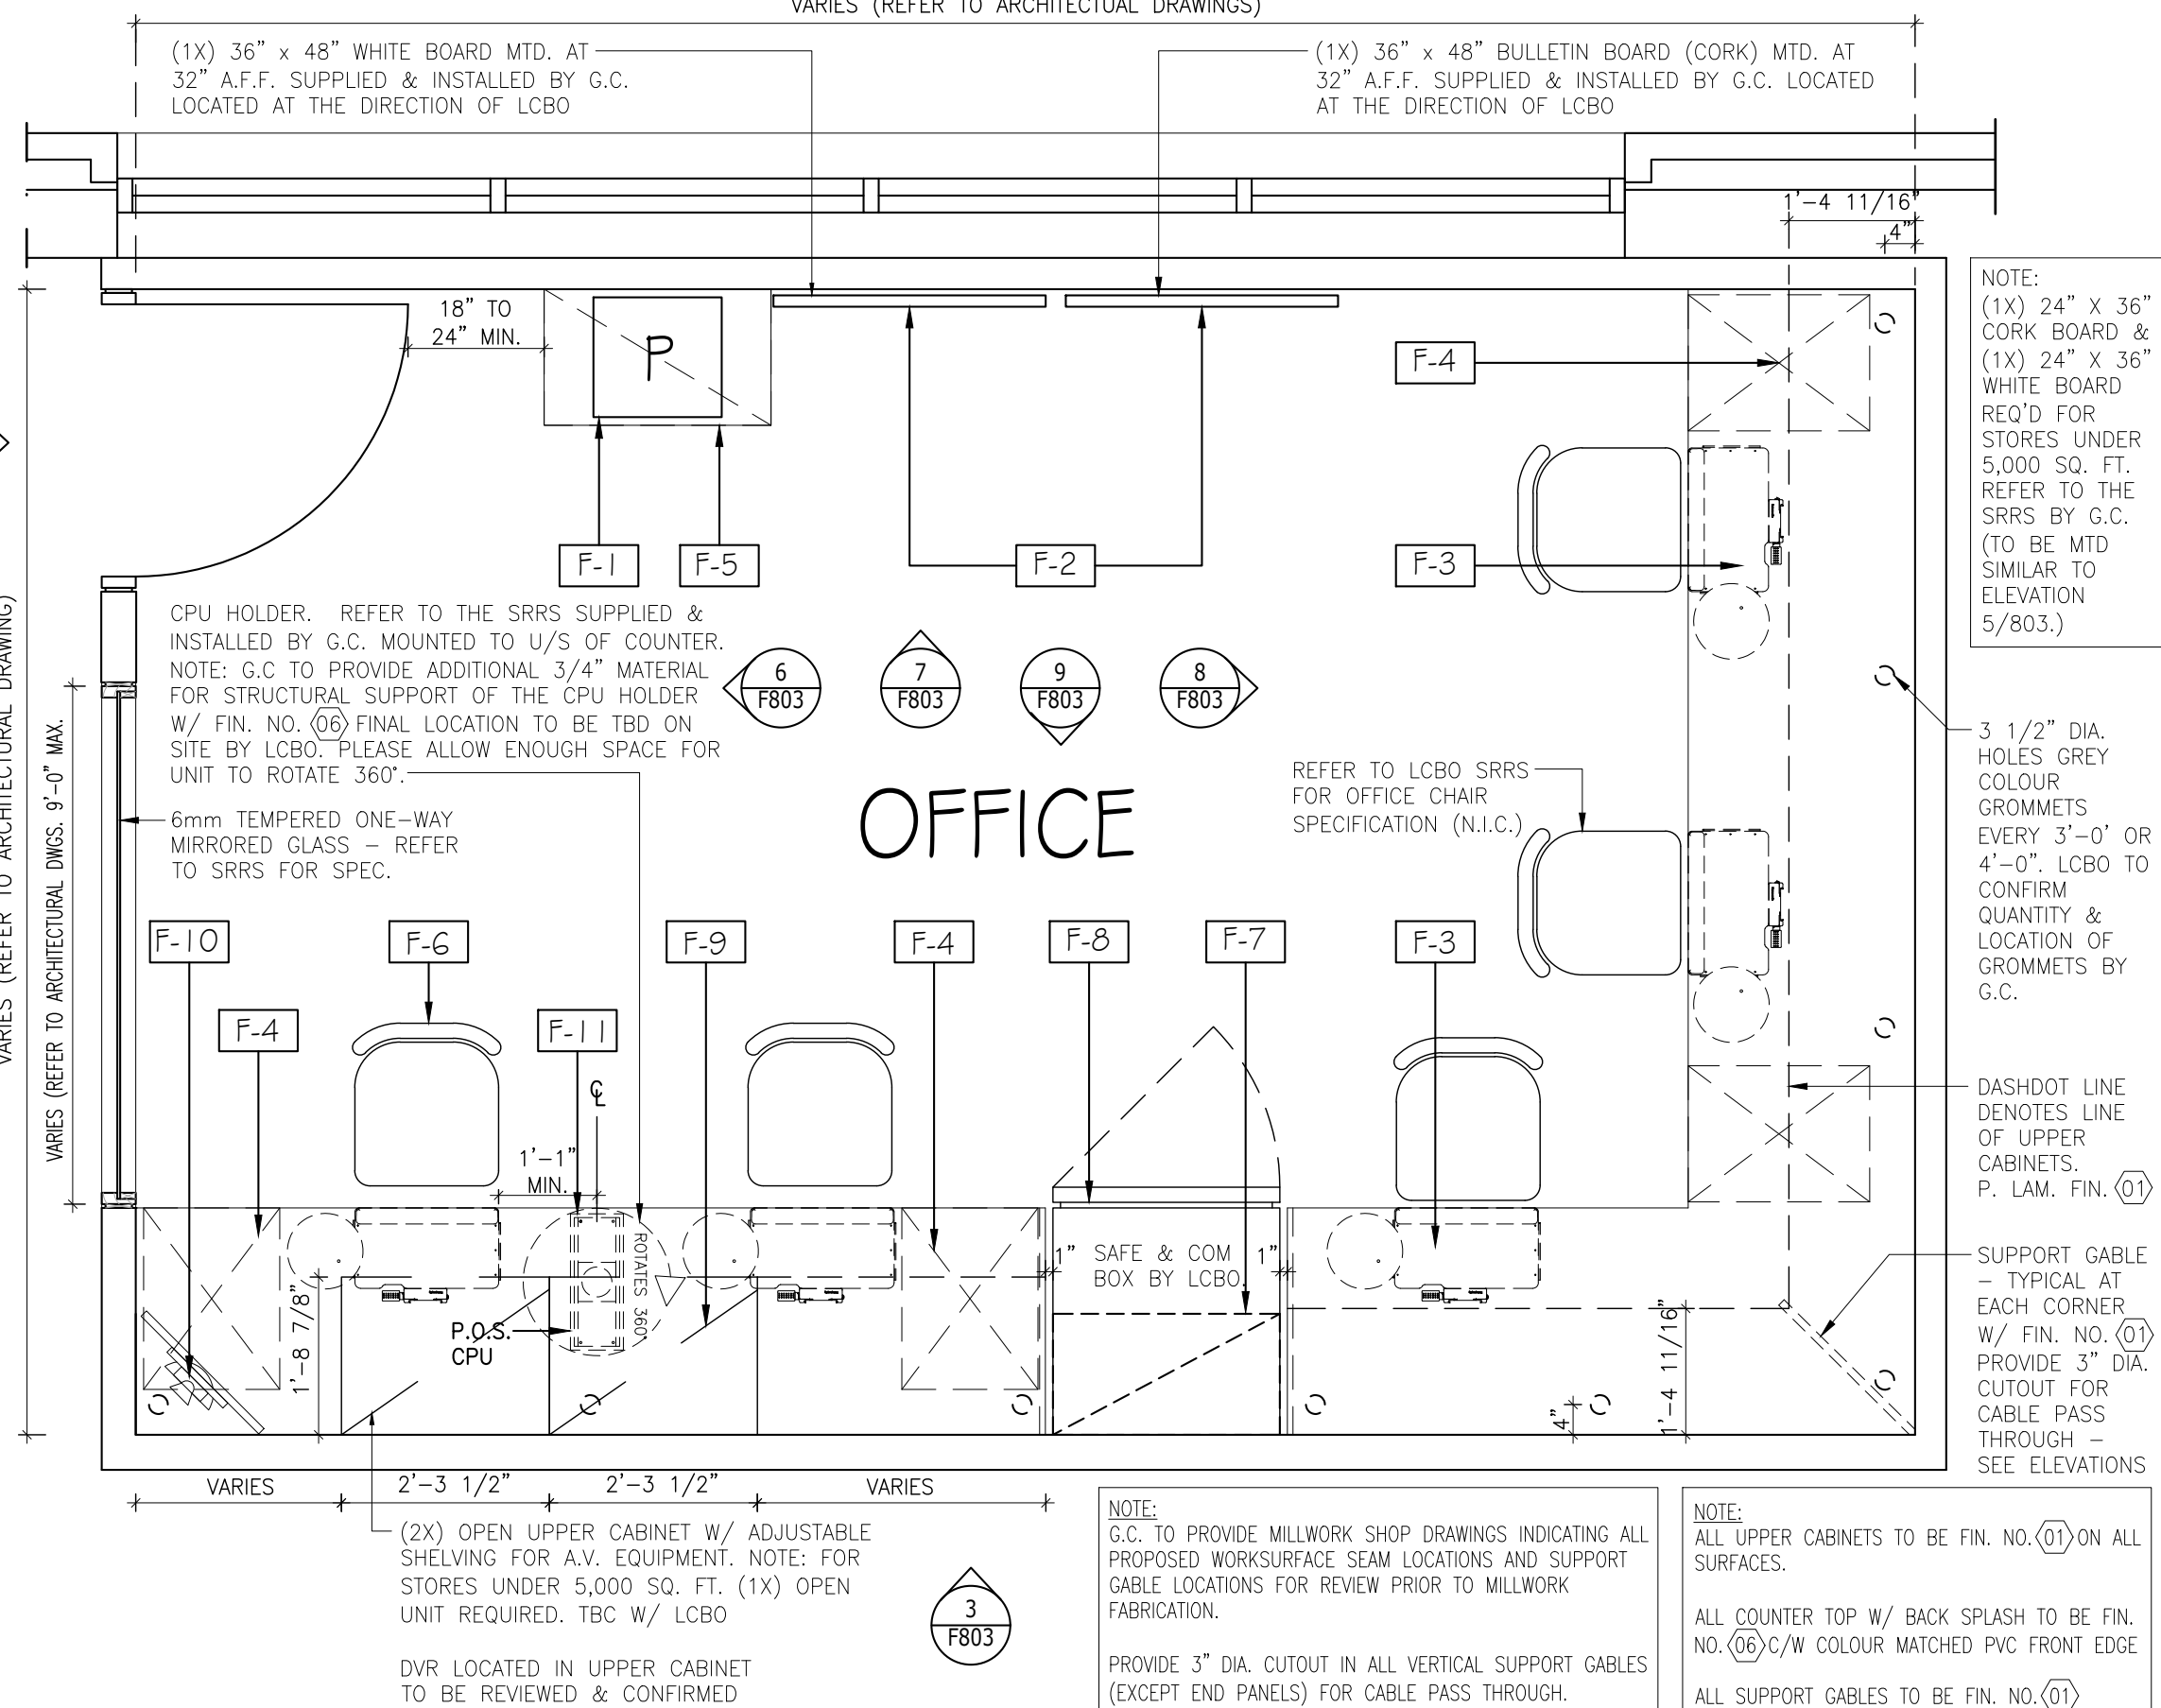 VARIES (REFER TO ARCHITECTUAL DRAWINGS)
(1X) 36" x 48" WHITE BOARD MTD. AT
32" A.F.F. SUPPLIED & INSTALLED BY G.C.
LOCATED AT THE DIRECTION OF LCBO
(1X) 36" x 48" BULLETIN BOARD (CORK) MTD. AT
32" A.F.F. SUPPLIED & INSTALLED BY G.C. LOCATED
AT THE DIRECTION OF LCBO
1'-4 11/16"
4"
NOTE:
(1X) 24" X 36"
CORK BOARD &
(1X) 24" X 36"
WHITE BOARD
REQ'D FOR
STORES UNDER
5,000 SQ. FT.
REFER TO THE
SRRS BY G.C.
(TO BE MTD
SIMILAR TO
ELEVATION
5/803.)
18" TO
24" MIN.
P
F-4
F-1
F-5
F-2
F-3
VARIES (REFER TO ARCHITECTURAL DRAWING)
VARIES (REFER TO ARCHITECTURAL DWGS. 9'-0" MAX.
CPU HOLDER. REFER TO THE SRRS SUPPLIED &
INSTALLED BY G.C. MOUNTED TO U/S OF COUNTER.
NOTE: G.C TO PROVIDE ADDITIONAL 3/4" MATERIAL
FOR STRUCTURAL SUPPORT OF THE CPU HOLDER
W/ FIN. NO. 06 FINAL LOCATION TO BE TBD ON
SITE BY LCBO. PLEASE ALLOW ENOUGH SPACE FOR
UNIT TO ROTATE 360°.
6
F803
7
F803
9
F803
8
F803
6mm TEMPERED ONE-WAY
MIRRORED GLASS – REFER
TO SRRS FOR SPEC.
OFFICE
REFER TO LCBO SRRS
FOR OFFICE CHAIR
SPECIFICATION (N.I.C.)
3 1/2" DIA.
HOLES GREY
COLOUR
GROMMETS
EVERY 3'-0' OR
4'-0". LCBO TO
CONFIRM
QUANTITY &
LOCATION OF
GROMMETS BY
G.C.
F-10
F-6
F-9
F-4
F-8
F-7
F-3
F-4
F-11
℄
1'-1"
MIN.
DASHDOT LINE
DENOTES LINE
OF UPPER
CABINETS.
P. LAM. FIN. 01
ROTATES 360°
1"
SAFE & COM
BOX BY LCBO.
1"
1'-8 7/8"
P.O.S.
CPU
4"
1'-4 11/16"
SUPPORT GABLE
– TYPICAL AT
EACH CORNER
W/ FIN. NO. 01
PROVIDE 3" DIA.
CUTOUT FOR
CABLE PASS
THROUGH –
SEE ELEVATIONS
VARIES
2'-3 1/2"
2'-3 1/2"
VARIES
(2X) OPEN UPPER CABINET W/ ADJUSTABLE
SHELVING FOR A.V. EQUIPMENT. NOTE: FOR
STORES UNDER 5,000 SQ. FT. (1X) OPEN
UNIT REQUIRED. TBC W/ LCBO
DVR LOCATED IN UPPER CABINET
TO BE REVIEWED & CONFIRMED
3
F803
NOTE:
G.C. TO PROVIDE MILLWORK SHOP DRAWINGS INDICATING ALL
PROPOSED WORKSURFACE SEAM LOCATIONS AND SUPPORT
GABLE LOCATIONS FOR REVIEW PRIOR TO MILLWORK
FABRICATION.
PROVIDE 3" DIA. CUTOUT IN ALL VERTICAL SUPPORT GABLES
(EXCEPT END PANELS) FOR CABLE PASS THROUGH.
NOTE:
ALL UPPER CABINETS TO BE FIN. NO. 01 ON ALL
SURFACES.
ALL COUNTER TOP W/ BACK SPLASH TO BE FIN.
NO. 06 C/W COLOUR MATCHED PVC FRONT EDGE
ALL SUPPORT GABLES TO BE FIN. NO. 01